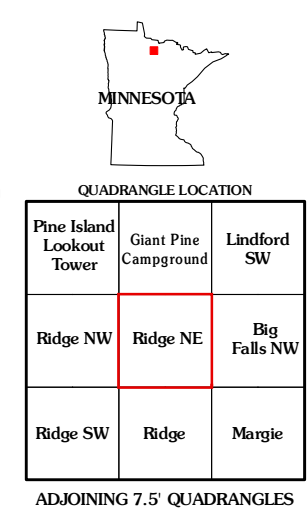 MINNESOTA
QUADRANGLE LOCATION
Pine Island
Lookout
Tower
Giant Pine
Campground
Lindford
SW
Ridge NW
Ridge NE
Big
Falls NW
Ridge SW
Ridge
Margie
ADJOINING 7.5' QUADRANGLES